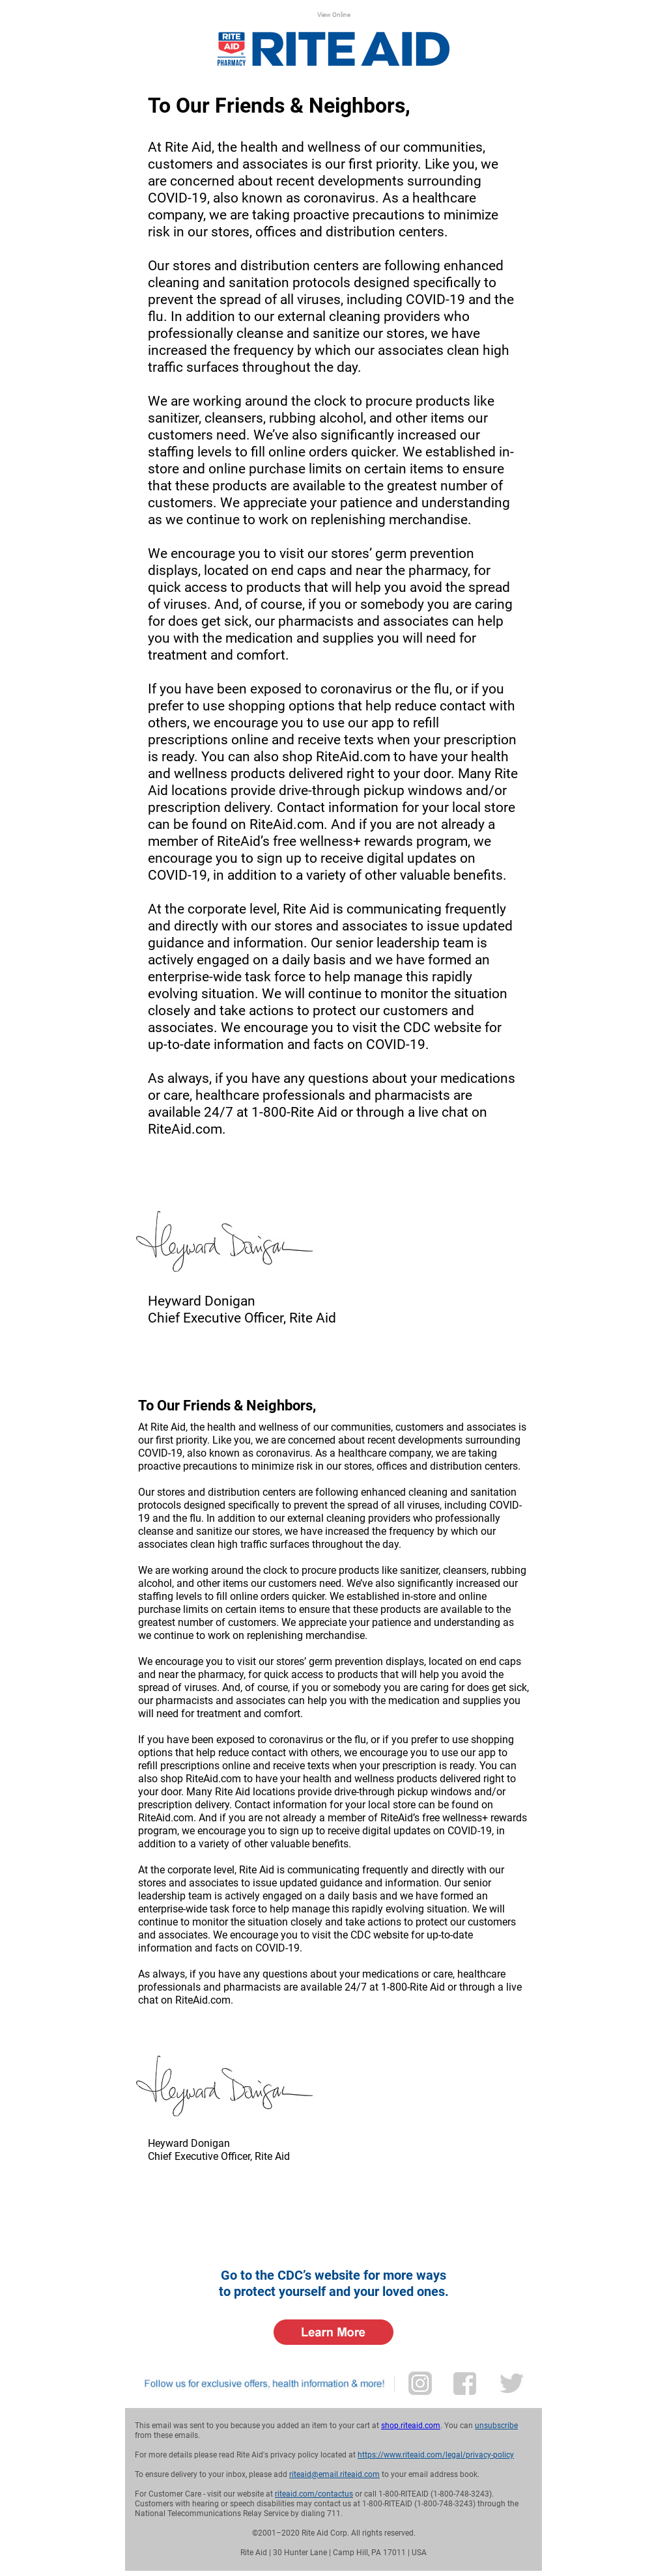 View Online
RITE AID PHARMACY RITE AID
To Our Friends & Neighbors,
At Rite Aid, the health and wellness of our communities,
customers and associates is our first priority. Like you, we
are concerned about recent developments surrounding
COVID-19, also known as coronavirus. As a healthcare
company, we are taking proactive precautions to minimize
risk in our stores, offices and distribution centers.
Our stores and distribution centers are following enhanced
cleaning and sanitation protocols designed specifically to
prevent the spread of all viruses, including COVID-19 and the
flu. In addition to our external cleaning providers who
professionally cleanse and sanitize our stores, we have
increased the frequency by which our associates clean high
traffic surfaces throughout the day.
We are working around the clock to procure products like
sanitizer, cleansers, rubbing alcohol, and other items our
customers need. We’ve also significantly increased our
staffing levels to fill online orders quicker. We established in-
store and online purchase limits on certain items to ensure
that these products are available to the greatest number of
customers. We appreciate your patience and understanding
as we continue to work on replenishing merchandise.
We encourage you to visit our stores’ germ prevention
displays, located on end caps and near the pharmacy, for
quick access to products that will help you avoid the spread
of viruses. And, of course, if you or somebody you are caring
for does get sick, our pharmacists and associates can help
you with the medication and supplies you will need for
treatment and comfort.
If you have been exposed to coronavirus or the flu, or if you
prefer to use shopping options that help reduce contact with
others, we encourage you to use our app to refill
prescriptions online and receive texts when your prescription
is ready. You can also shop RiteAid.com to have your health
and wellness products delivered right to your door. Many Rite
Aid locations provide drive-through pickup windows and/or
prescription delivery. Contact information for your local store
can be found on RiteAid.com. And if you are not already a
member of RiteAid’s free wellness+ rewards program, we
encourage you to sign up to receive digital updates on
COVID-19, in addition to a variety of other valuable benefits.
At the corporate level, Rite Aid is communicating frequently
and directly with our stores and associates to issue updated
guidance and information. Our senior leadership team is
actively engaged on a daily basis and we have formed an
enterprise-wide task force to help manage this rapidly
evolving situation. We will continue to monitor the situation
closely and take actions to protect our customers and
associates. We encourage you to visit the CDC website for
up-to-date information and facts on COVID-19.
As always, if you have any questions about your medications
or care, healthcare professionals and pharmacists are
available 24/7 at 1-800-Rite Aid or through a live chat on
RiteAid.com.
Heyward Donigan
Heyward Donigan
Chief Executive Officer, Rite Aid
To Our Friends & Neighbors,
At Rite Aid, the health and wellness of our communities, customers and associates is
our first priority. Like you, we are concerned about recent developments surrounding
COVID-19, also known as coronavirus. As a healthcare company, we are taking
proactive precautions to minimize risk in our stores, offices and distribution centers.
Our stores and distribution centers are following enhanced cleaning and sanitation
protocols designed specifically to prevent the spread of all viruses, including COVID-
19 and the flu. In addition to our external cleaning providers who professionally
cleanse and sanitize our stores, we have increased the frequency by which our
associates clean high traffic surfaces throughout the day.
We are working around the clock to procure products like sanitizer, cleansers, rubbing
alcohol, and other items our customers need. We’ve also significantly increased our
staffing levels to fill online orders quicker. We established in-store and online
purchase limits on certain items to ensure that these products are available to the
greatest number of customers. We appreciate your patience and understanding as
we continue to work on replenishing merchandise.
We encourage you to visit our stores’ germ prevention displays, located on end caps
and near the pharmacy, for quick access to products that will help you avoid the
spread of viruses. And, of course, if you or somebody you are caring for does get sick,
our pharmacists and associates can help you with the medication and supplies you
will need for treatment and comfort.
If you have been exposed to coronavirus or the flu, or if you prefer to use shopping
options that help reduce contact with others, we encourage you to use our app to
refill prescriptions online and receive texts when your prescription is ready. You can
also shop RiteAid.com to have your health and wellness products delivered right to
your door. Many Rite Aid locations provide drive-through pickup windows and/or
prescription delivery. Contact information for your local store can be found on
RiteAid.com. And if you are not already a member of RiteAid’s free wellness+ rewards
program, we encourage you to sign up to receive digital updates on COVID-19, in
addition to a variety of other valuable benefits.
At the corporate level, Rite Aid is communicating frequently and directly with our
stores and associates to issue updated guidance and information. Our senior
leadership team is actively engaged on a daily basis and we have formed an
enterprise-wide task force to help manage this rapidly evolving situation. We will
continue to monitor the situation closely and take actions to protect our customers
and associates. We encourage you to visit the CDC website for up-to-date
information and facts on COVID-19.
As always, if you have any questions about your medications or care, healthcare
professionals and pharmacists are available 24/7 at 1-800-Rite Aid or through a live
chat on RiteAid.com.
Heyward Donigan
Heyward Donigan
Chief Executive Officer, Rite Aid
Go to the CDC’s website for more ways
to protect yourself and your loved ones.
Learn More
Follow us for exclusive offers, health information & more!
This email was sent to you because you added an item to your cart at shop.riteaid.com. You can unsubscribe
from these emails.
For more details please read Rite Aid's privacy policy located at https://www.riteaid.com/legal/privacy-policy
To ensure delivery to your inbox, please add riteaid@email.riteaid.com to your email address book.
For Customer Care - visit our website at riteaid.com/contactus or call 1-800-RITEAID (1-800-748-3243).
Customers with hearing or speech disabilities may contact us at 1-800-RITEAID (1-800-748-3243) through the
National Telecommunications Relay Service by dialing 711.
©2001–2020 Rite Aid Corp. All rights reserved.
Rite Aid | 30 Hunter Lane | Camp Hill, PA 17011 | USA